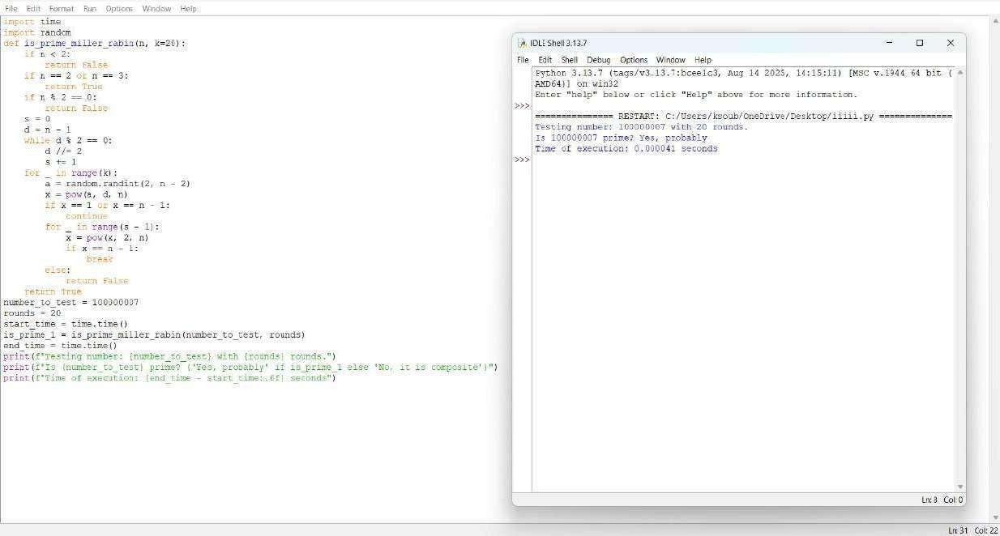 File Edit Format Run Options Window Help
import time
import random
def is_prime_miller_rabin(n, k=20):
    if n < 2:
        return False
    if n == 2 or n == 3:
        return True
    if n % 2 == 0:
        return False
    s = 0
    d = n - 1
    while d % 2 == 0:
        d //= 2
        s += 1
    for _ in range(k):
        a = random.randint(2, n - 2)
        x = pow(a, d, n)
        if x == 1 or x == n - 1:
            continue
        for _ in range(s - 1):
            x = pow(x, 2, n)
            if x == n - 1:
                break
        else:
            return False
    return True
number_to_test = 100000007
rounds = 20
start_time = time.time()
is_prime_1 = is_prime_miller_rabin(number_to_test, rounds)
end_time = time.time()
print(f"Testing number: {number_to_test} with {rounds} rounds.")
print(f"Is {number_to_test} prime? {'Yes, probably' if is_prime_1 else 'No, it is composite'}")
print(f"Time of execution: {end_time - start_time:.6f} seconds")
Ln: 31 Col: 22
IDLE Shell 3.13.7
File Edit Shell Debug Options Window Help
Python 3.13.7 (tags/v3.13.7:bcee1c3, Aug 14 2025, 14:15:11) [MSC v.1944 64 bit (
AMD64)] on win32
Enter "help" below or click "Help" above for more information.
>>>
=============== RESTART: C:/Users/ksoub/OneDrive/Desktop/iiiii.py ==============
Testing number: 100000007 with 20 rounds.
Is 100000007 prime? Yes, probably
Time of execution: 0.000041 seconds
>>>
Ln: 8 Col: 0